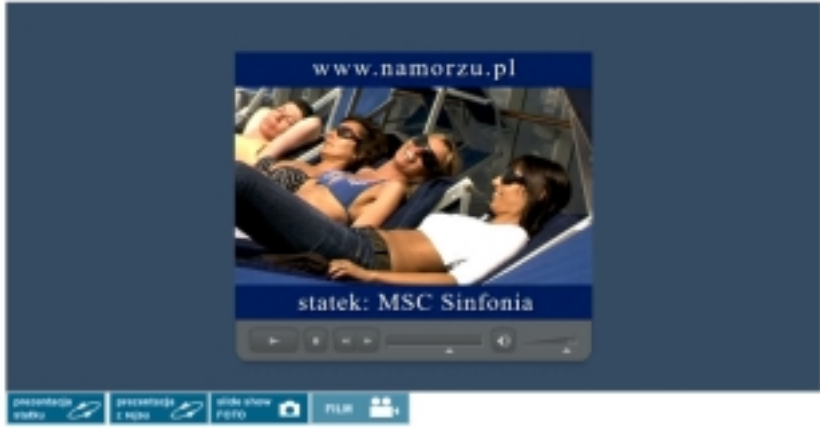 www.namorzu.pl
statek: MSC Sinfonia
prezentacja
statku
prezentacja
z rejsu
slide show
FOTO
FILM